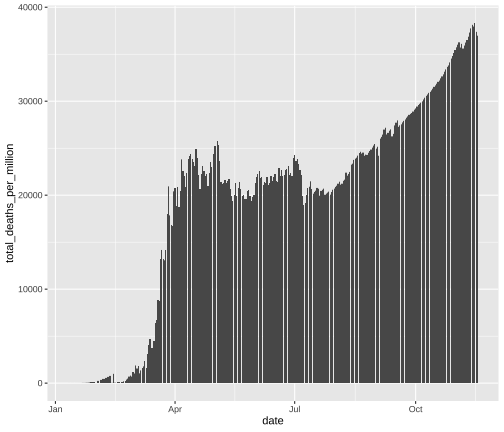 total_deaths_per_million
40000
30000
20000
10000
0
Jan
Apr
Jul
Oct
date